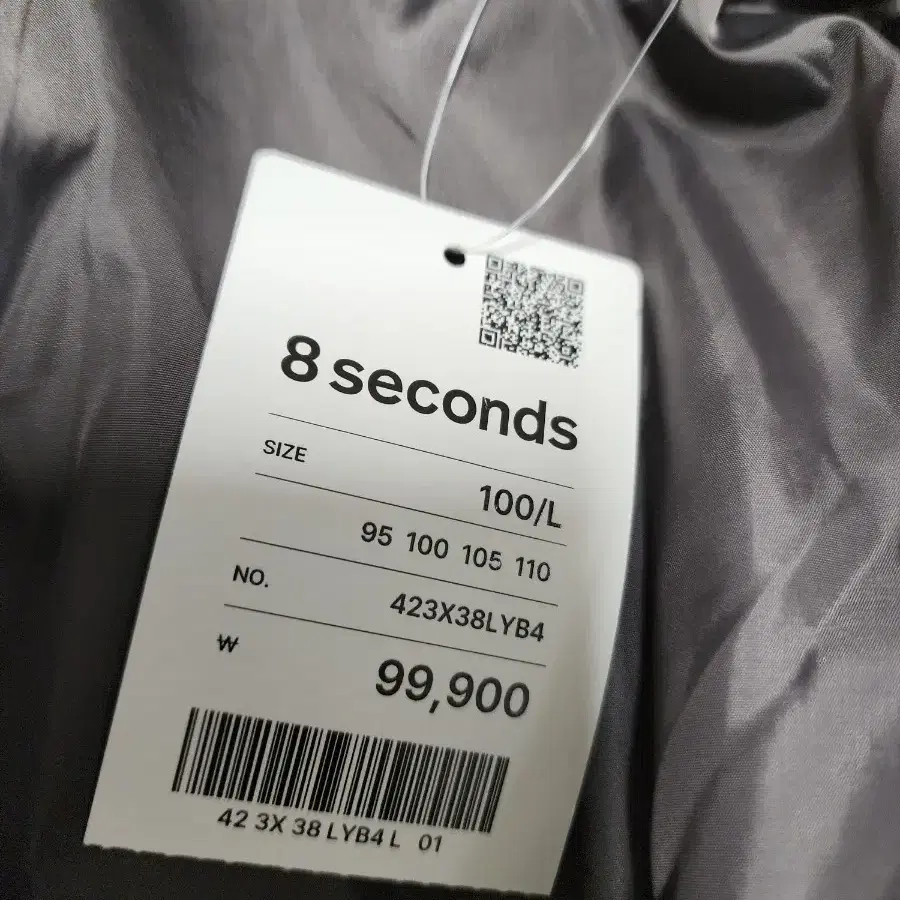 8 seconds
SIZE
100/L
95 100 105 110
NO.
423X38LYB4
₩
99,900
42 3X 38 LYB4 L 01